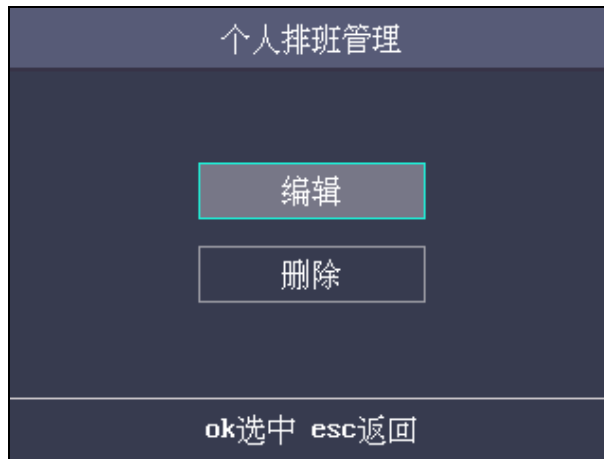 个人排班管理
编辑
删除
ok选中 esc返回